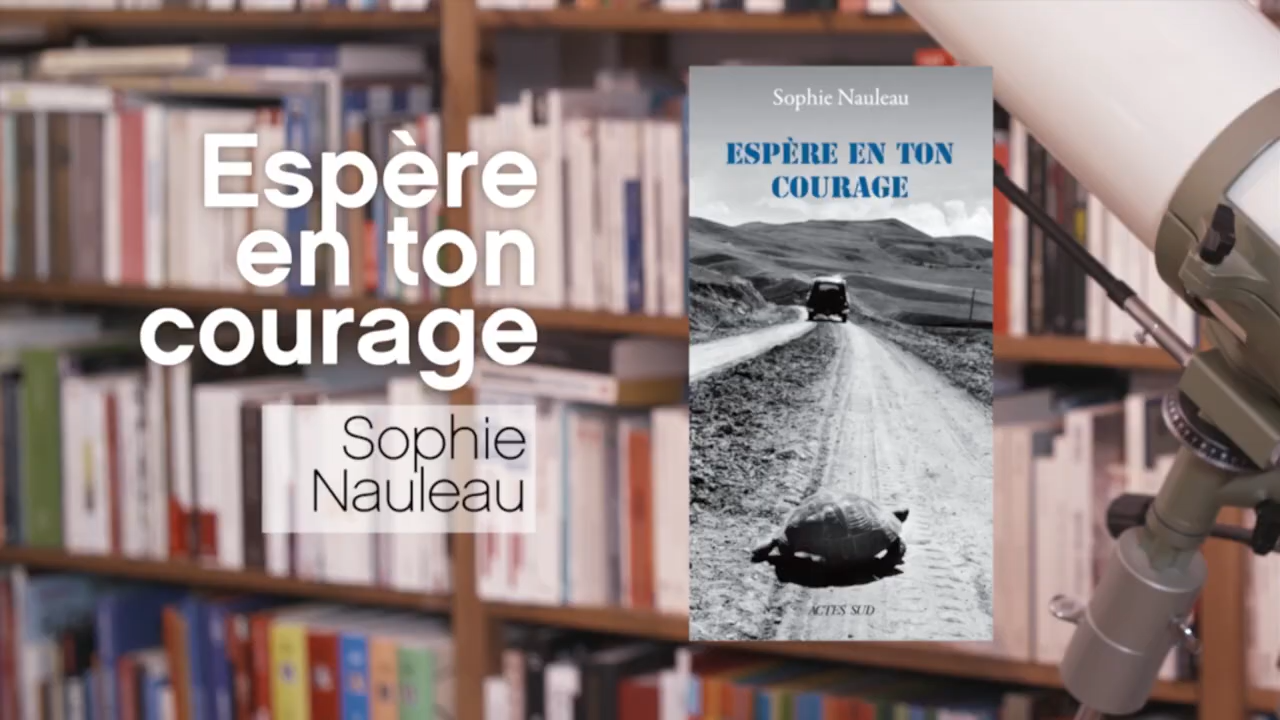 Espère
en ton
courage
Sophie
Nauleau
Sophie Nauleau
ESPÈRE EN TON
COURAGE
ACTES SUD